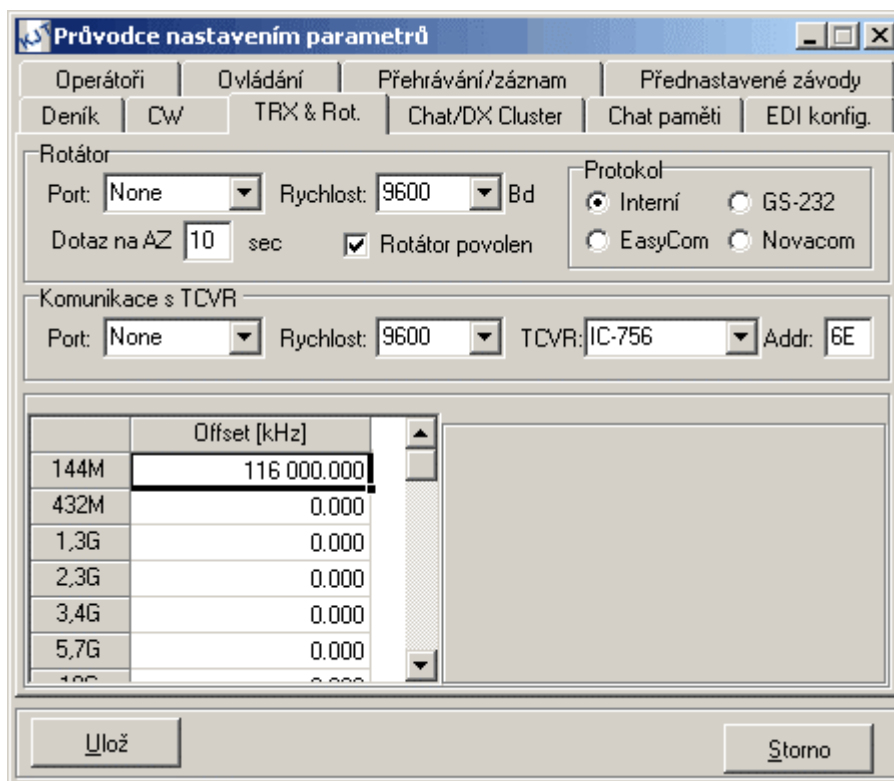 Průvodce nastavením parametrů
Operátoři Ovládání Přehrávání/záznam Přednastavené závody
Deník CW TRX & Rot. Chat/DX Cluster Chat paměti EDI konfig.
Rotátor
Port: None Rychlost: 9600 Bd
Dotaz na AZ 10 sec Rotátor povolen
Protokol
Interní GS-232
EasyCom Novacom
Komunikace s TCVR
Port: None Rychlost: 9600 TCVR: IC-756 Addr: 6E
Offset [kHz]
144M 116 000.000
432M 0.000
1,3G 0.000
2,3G 0.000
3,4G 0.000
5,7G 0.000
Ulož Storno